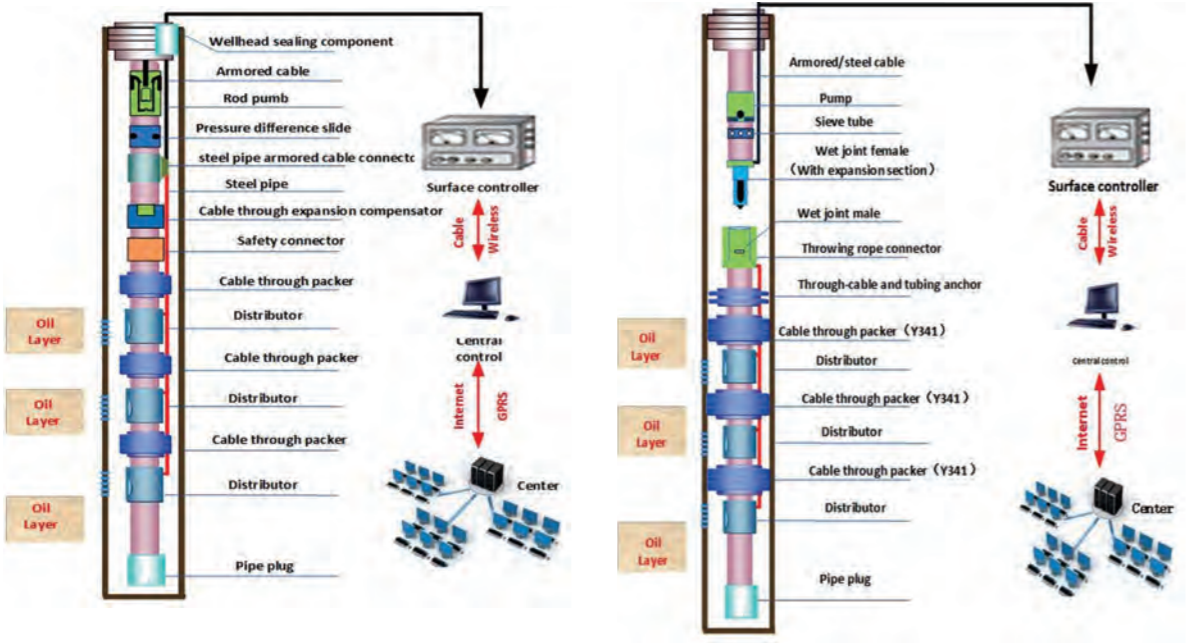 Wellhead sealing component
Armored cable
Rod pumb
Pressure difference slide
steel pipe armored cable connectc
Steel pipe
Cable through expansion compensator
Safety connector
Cable through packer
Distributor
Cable through packer
Distributor
Cable through packer
Distributor
Pipe plug
Oil
Layer
Oil
Layer
Oil
Layer
Surface controller
Cable
Wireless
Central
control
Internet
GPRS
Center
Armored/steel cable
Pump
Sieve tube
Wet joint female
(With expansion section)
Wet joint male
Throwing rope connector
Through-cable and tubing anchor
Cable through packer (Y341)
Distributor
Cable through packer (Y341)
Distributor
Cable through packer (Y341)
Distributor
Pipe plug
Oil
Layer
Oil
Layer
Oil
Layer
Surface controller
Cable
Wireless
Central control
Internet
GPRS
Center